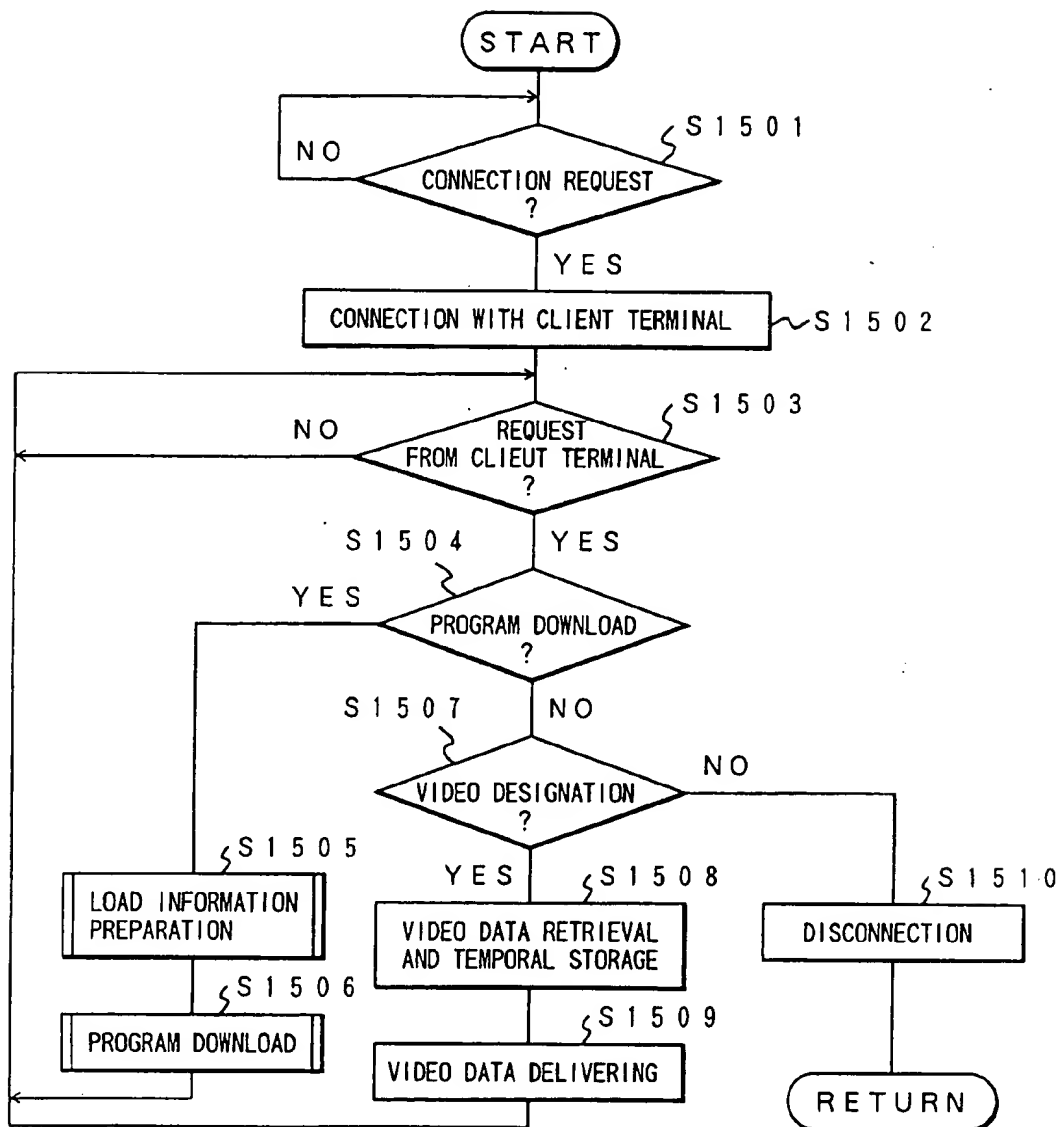 START
S1501
NO
CONNECTION REQUEST
?
YES
CONNECTION WITH CLIENT TERMINAL
S1502
S1503
NO
REQUEST
FROM CLIEUT TERMINAL
?
S1504
YES
YES
PROGRAM DOWNLOAD
?
S1507
NO
NO
VIDEO DESIGNATION
?
S1505
YES
S1508
S1510
LOAD INFORMATION
PREPARATION
VIDEO DATA RETRIEVAL
AND TEMPORAL STORAGE
DISCONNECTION
S1506
PROGRAM DOWNLOAD
S1509
VIDEO DATA DELIVERING
RETURN